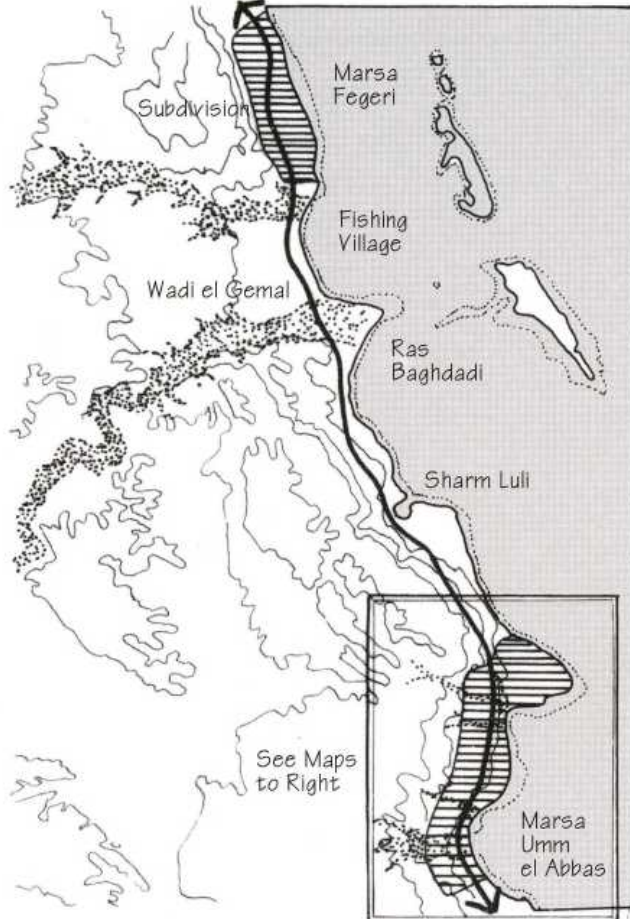 Marsa
Fegeri
Subdivision
Fishing
Village
Wadi el Gemal
Ras
Baghdadi
Sharm Luli
See Maps
to Right
Marsa
Umm
el Abbas